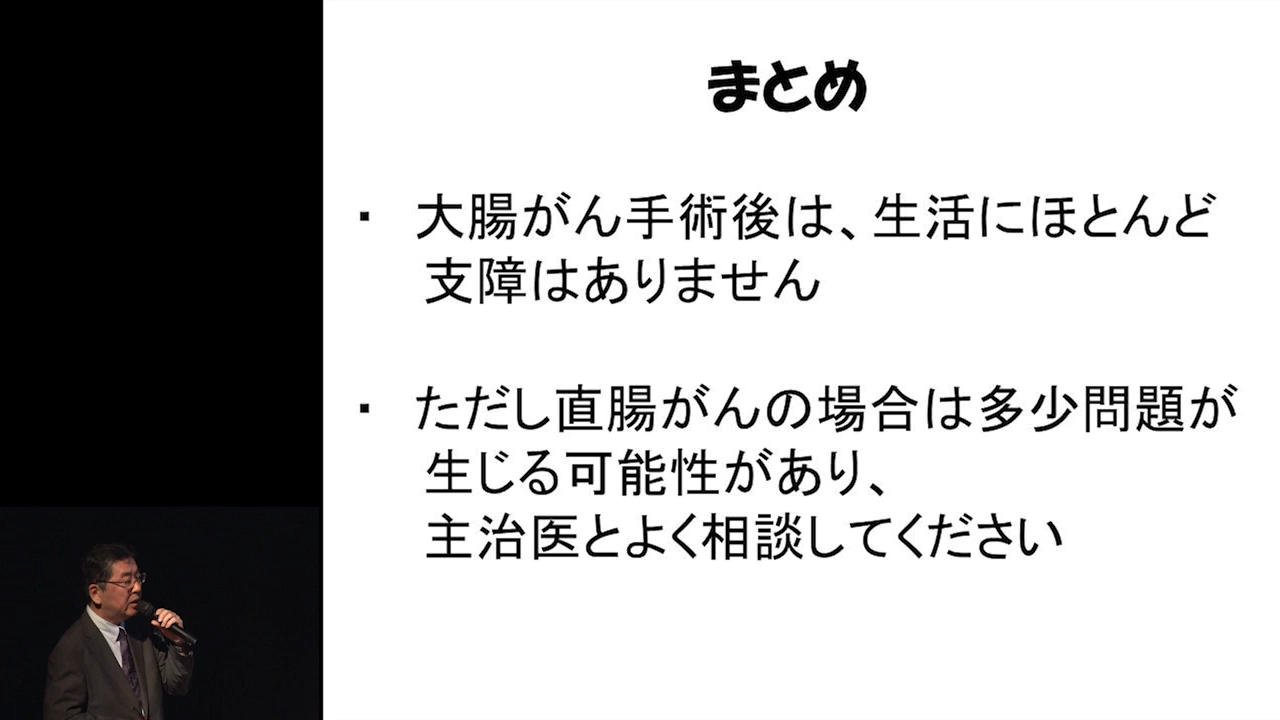 まとめ
・ 大腸がん手術後は、生活にほとんど
支障はありません
・ ただし直腸がんの場合は多少問題が
生じる可能性があり、
主治医とよく相談してください